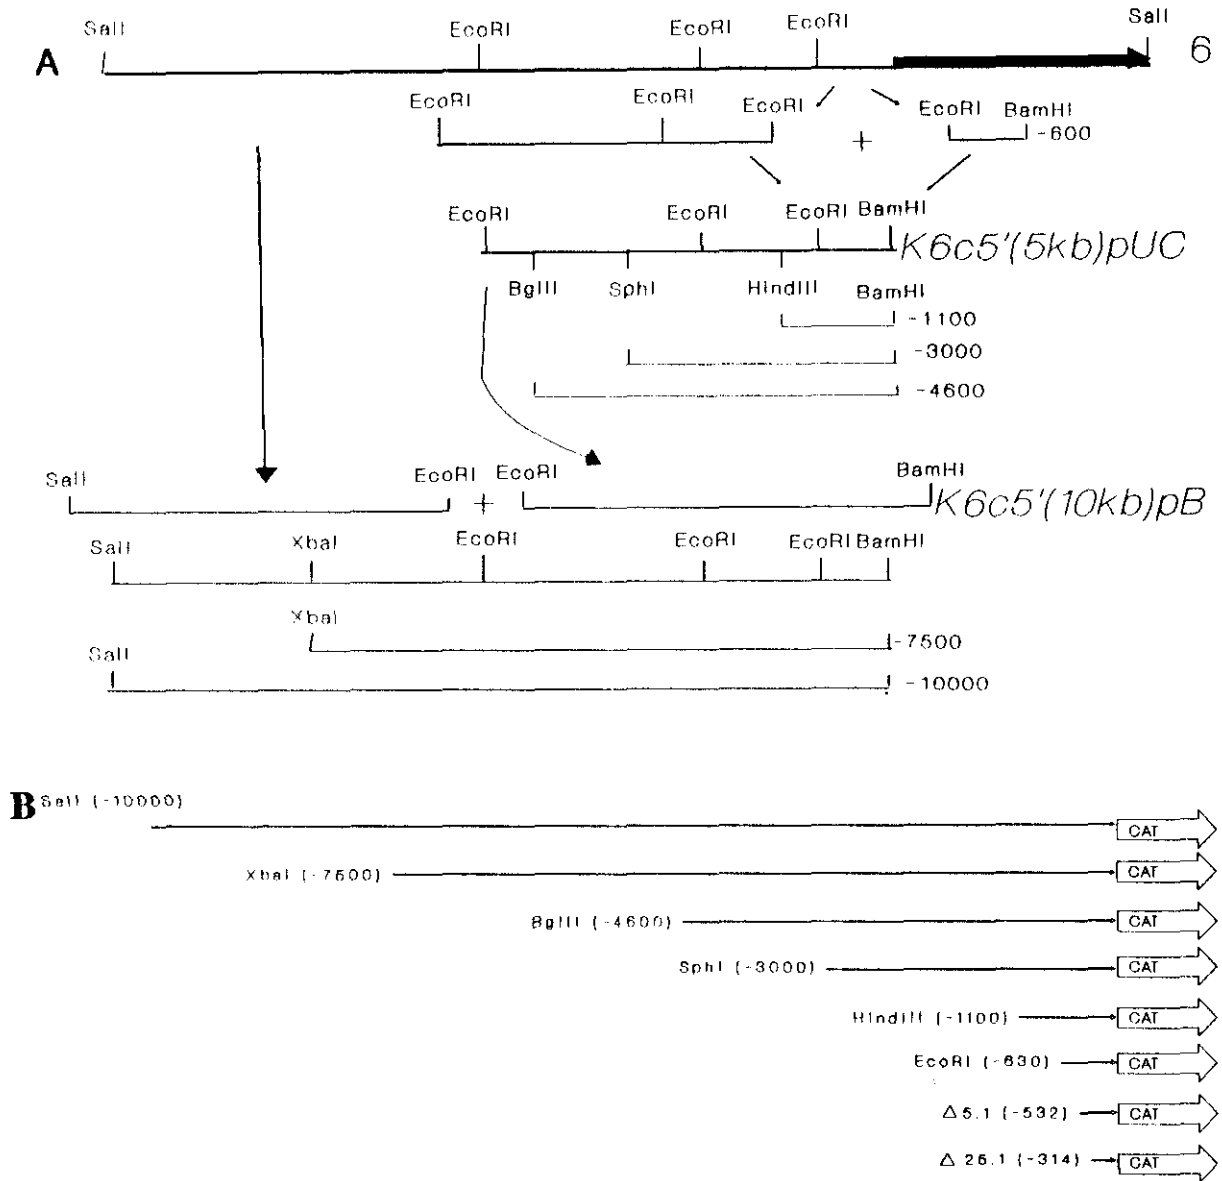 A
SalI EcoRI EcoRI EcoRI SalI
6
EcoRI EcoRI EcoRI EcoRI BamHI
+ -600
EcoRI EcoRI EcoRI BamHI
K6c5'(5kb)pUC
BglII SphI HindIII BamHI
-1100
-3000
-4600
SalI EcoRI + EcoRI BamHI
K6c5'(10kb)pB
SalI XbaI EcoRI EcoRI EcoRI BamHI
XbaI
-7500
SalI
-10000
B
SalI (-10000) CAT
XbaI (-7500) CAT
BglII (-4600) CAT
SphI (-3000) CAT
HindIII (-1100) CAT
EcoRI (-630) CAT
Δ5.1 (-532) CAT
Δ 25.1 (-314) CAT